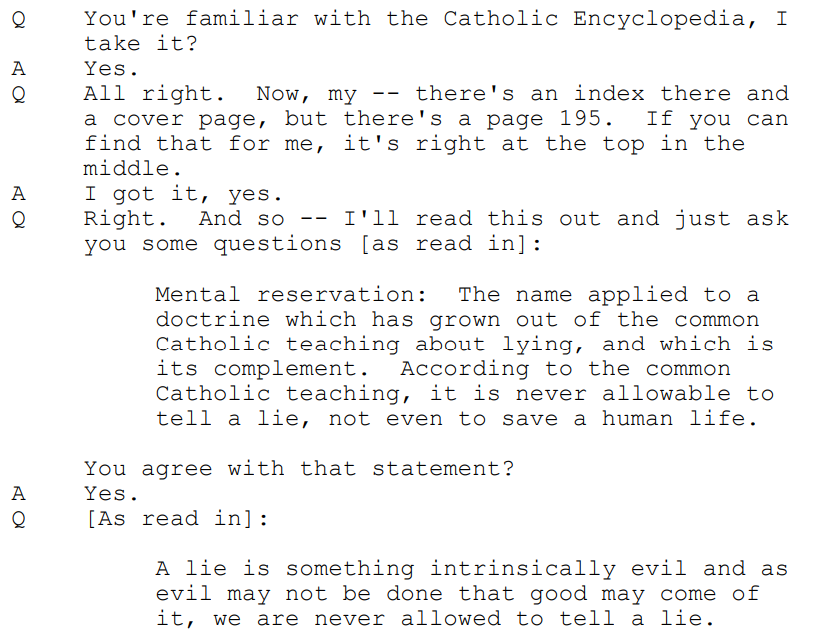 Q You're familiar with the Catholic Encyclopedia, I
take it?
A Yes.
Q All right. Now, my -- there's an index there and
a cover page, but there's a page 195. If you can
find that for me, it's right at the top in the
middle.
A I got it, yes.
Q Right. And so -- I'll read this out and just ask
you some questions [as read in]:
Mental reservation: The name applied to a
doctrine which has grown out of the common
Catholic teaching about lying, and which is
its complement. According to the common
Catholic teaching, it is never allowable to
tell a lie, not even to save a human life.
You agree with that statement?
A Yes.
Q [As read in]:
A lie is something intrinsically evil and as
evil may not be done that good may come of
it, we are never allowed to tell a lie.